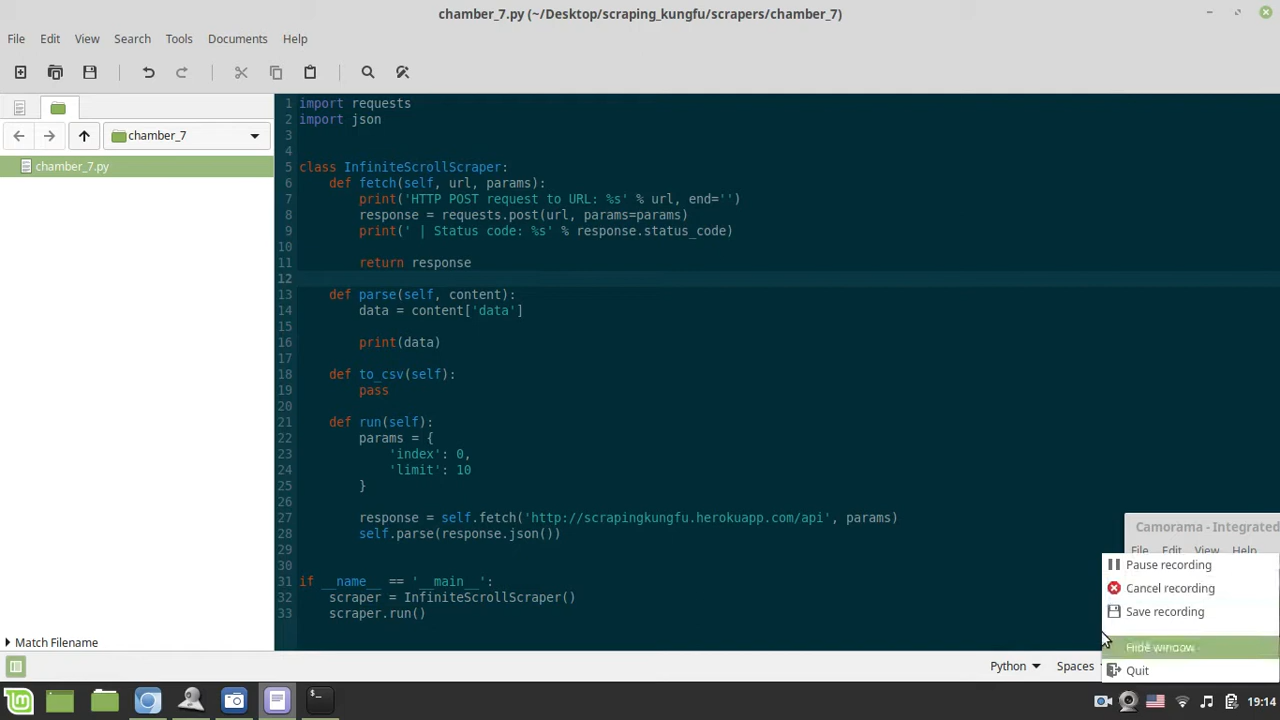 chamber_7.py (~/Desktop/scraping_kungfu/scrapers/chamber_7)
File Edit View Search Tools Documents Help
chamber_7
chamber_7.py
1 import requests
2 import json
3
4
5 class InfiniteScrollScraper:
6     def fetch(self, url, params):
7         print('HTTP POST request to URL: %s' % url, end='')
8         response = requests.post(url, params=params)
9         print(' | Status code: %s' % response.status_code)
10
11         return response
12
13     def parse(self, content):
14         data = content['data']
15
16         print(data)
17
18     def to_csv(self):
19         pass
20
21     def run(self):
22         params = {
23             'index': 0,
24             'limit': 10
25         }
26
27         response = self.fetch('http://scrapingkungfu.herokuapp.com/api', params)
28         self.parse(response.json())
29
30
31 if __name__ == '__main__':
32     scraper = InfiniteScrollScraper()
33     scraper.run()
Camorama - Integrated
File Edit View Help
Pause recording
Cancel recording
Save recording
Hide window
Quit
Match Filename
Python Spaces
19:14